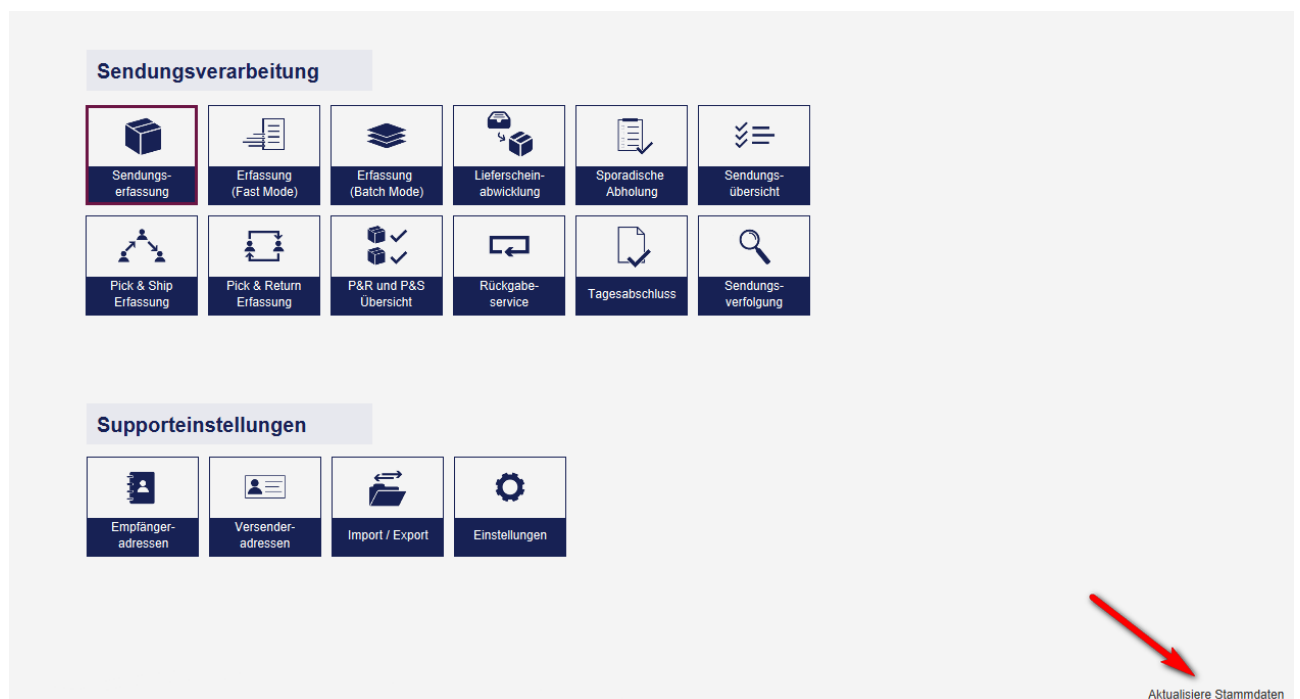 Sendungsverarbeitung
Sendungs-
erfassung
Erfassung
(Fast Mode)
Erfassung
(Batch Mode)
Lieferschein-
abwicklung
Sporadische
Abholung
Sendungs-
übersicht
Pick & Ship
Erfassung
Pick & Return
Erfassung
P&R und P&S
Übersicht
Rückgabe-
service
Tagesabschluss
Sendungs-
verfolgung
Supporteinstellungen
Empfänger-
adressen
Versender-
adressen
Import / Export
Einstellungen
Aktualisiere Stammdaten